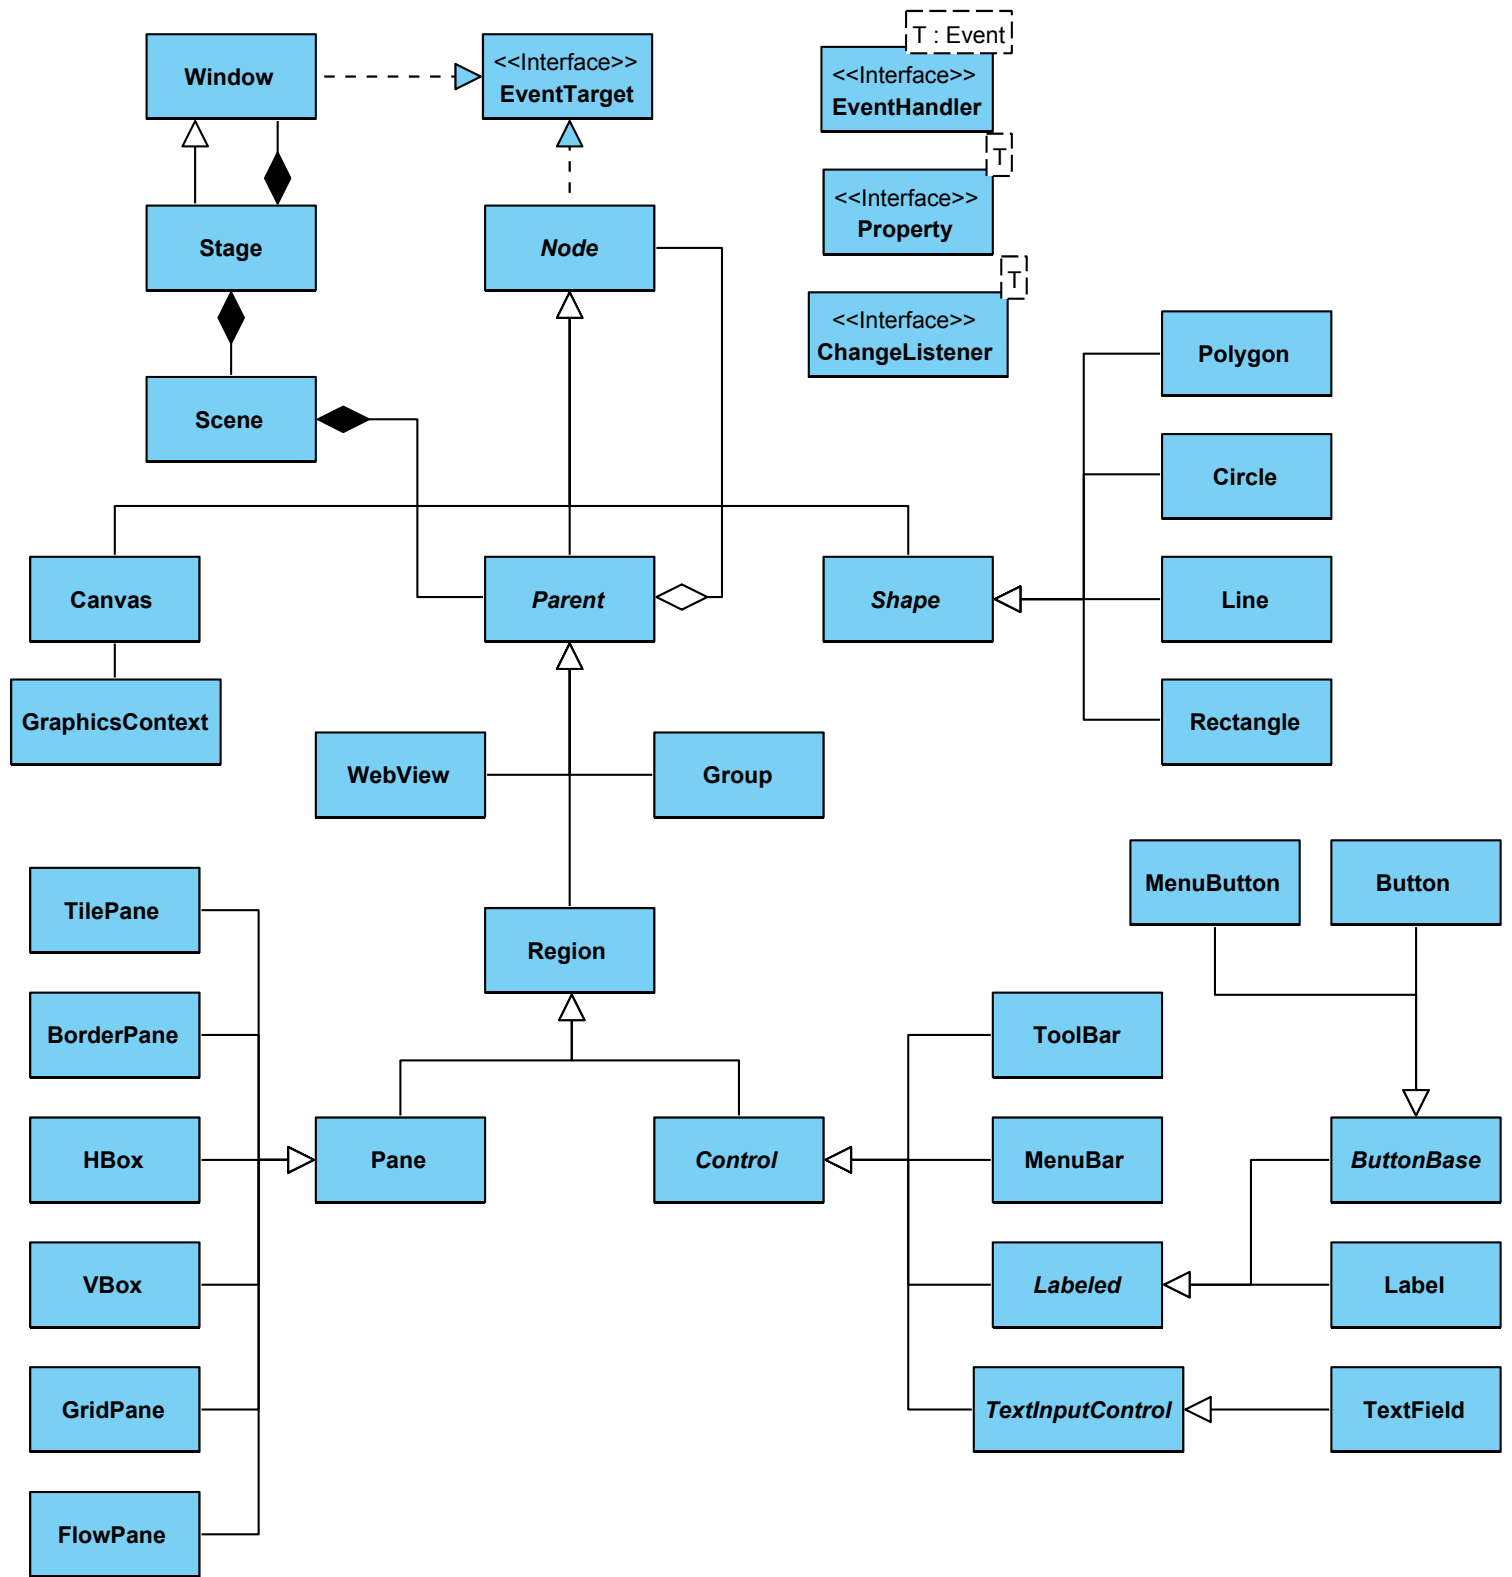 T : Event
Window
<<Interface>>
EventTarget
<<Interface>>
EventHandler
T
<<Interface>>
Property
Stage
Node
T
<<Interface>>
ChangeListener
Polygon
Scene
Circle
Canvas
Parent
Shape
Line
GraphicsContext
Rectangle
WebView
Group
MenuButton
Button
TilePane
Region
BorderPane
ToolBar
HBox
Pane
Control
MenuBar
ButtonBase
VBox
Labeled
Label
GridPane
TextInputControl
TextField
FlowPane